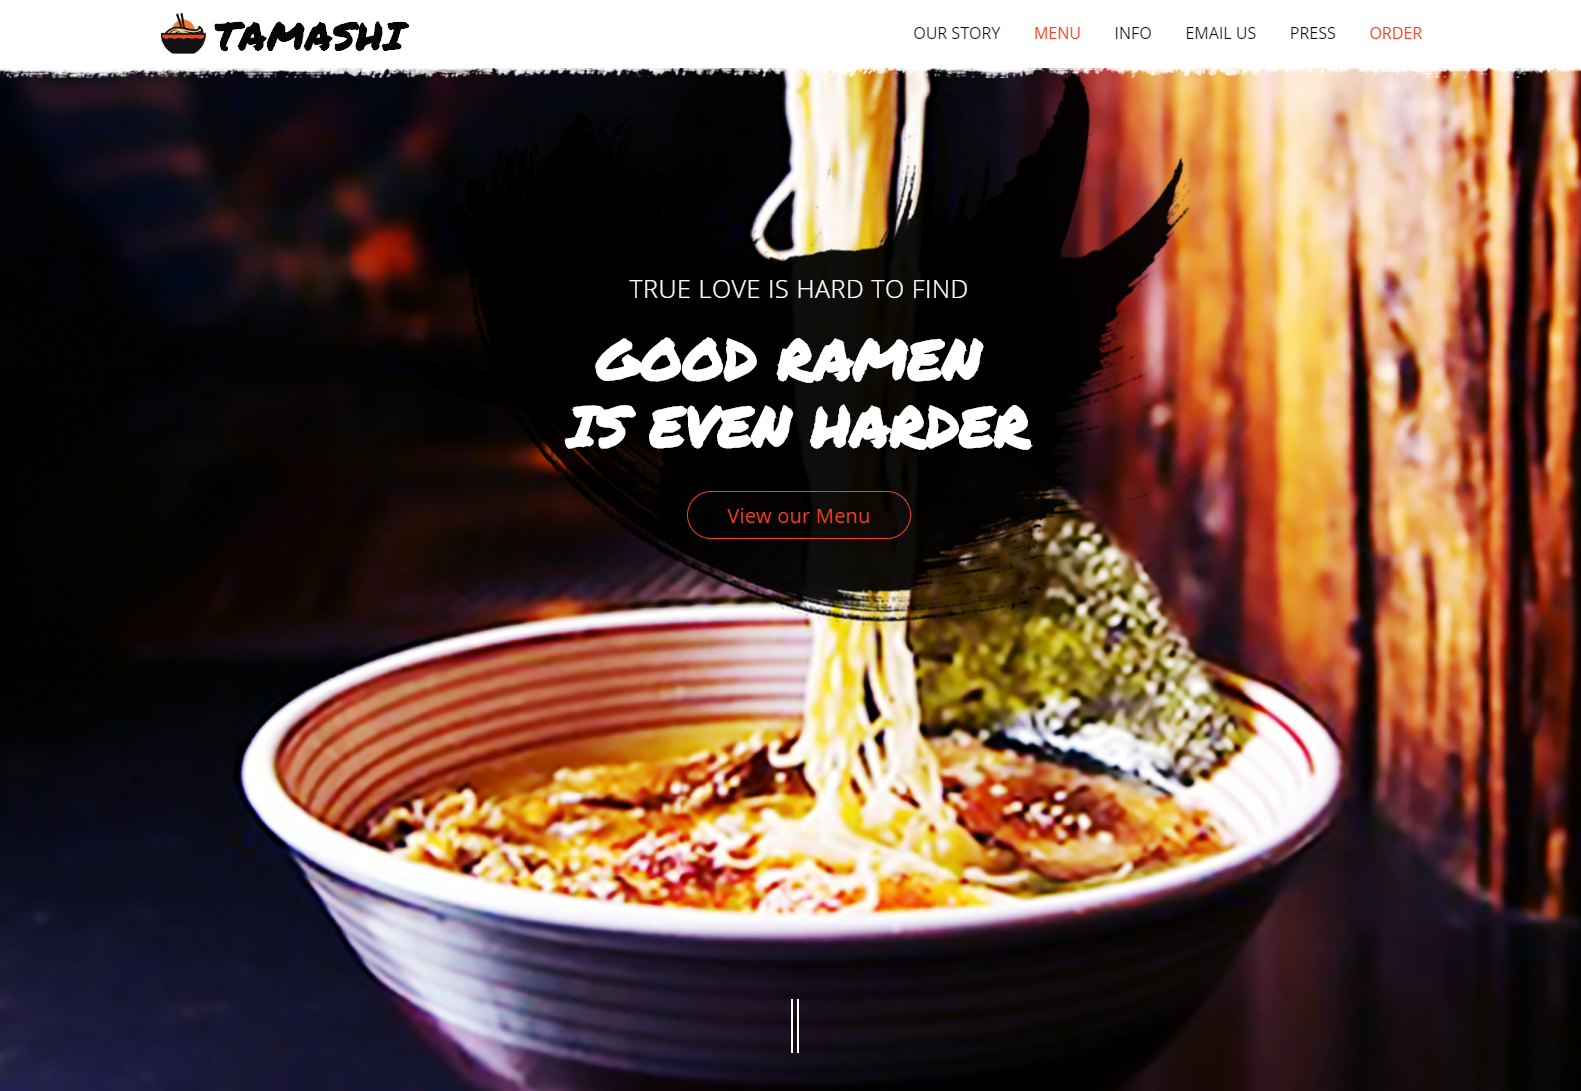 TAMASHI
OUR STORY MENU INFO EMAIL US PRESS ORDER
TRUE LOVE IS HARD TO FIND
GOOD RAMEN
IS EVEN HARDER
View our Menu